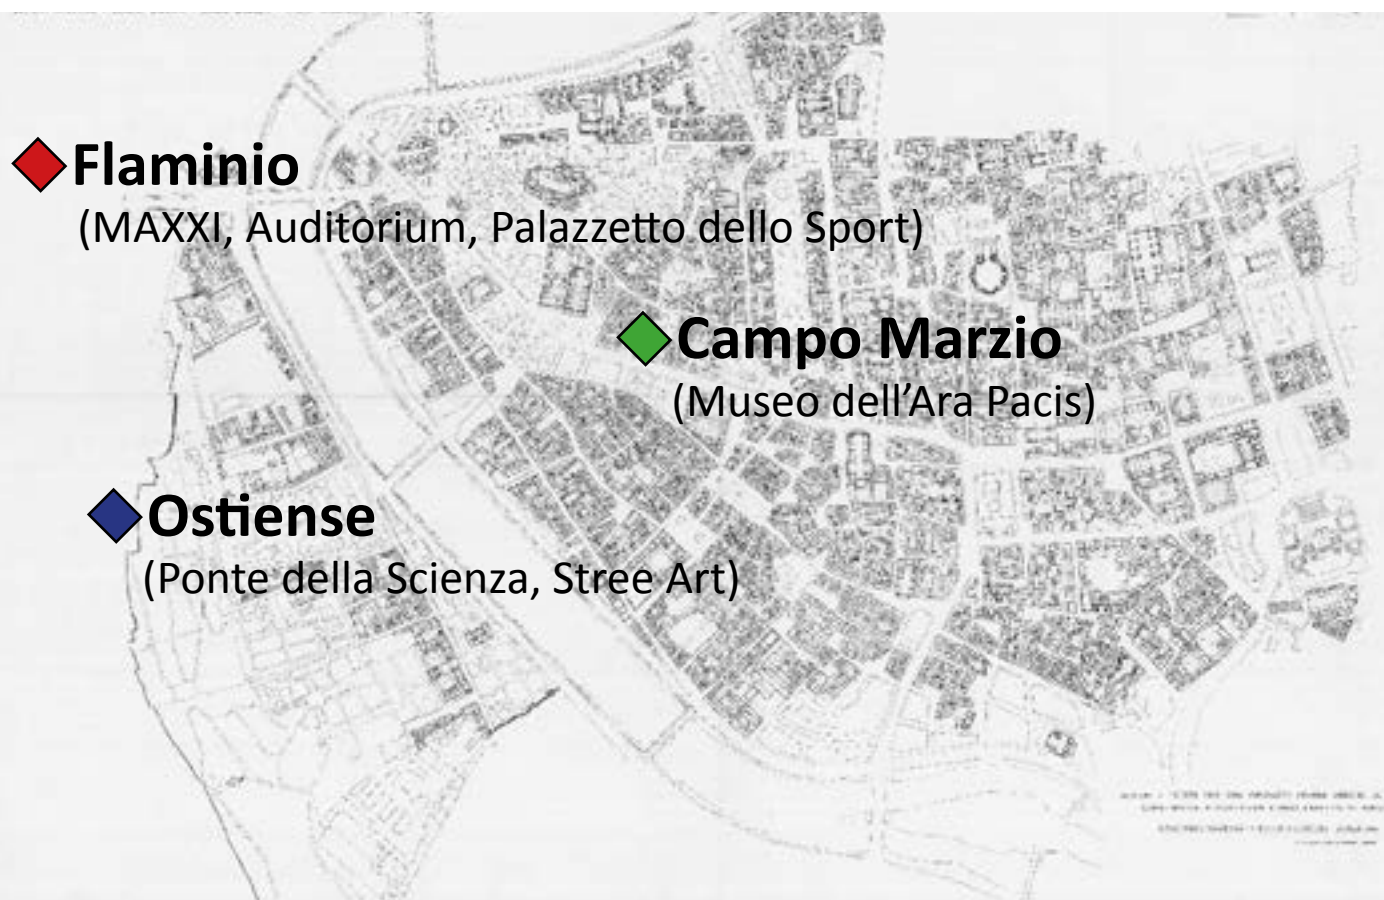 Flaminio
(MAXXI, Auditorium, Palazzetto dello Sport)
Campo Marzio
(Museo dell’Ara Pacis)
Ostiense
(Ponte della Scienza, Stree Art)